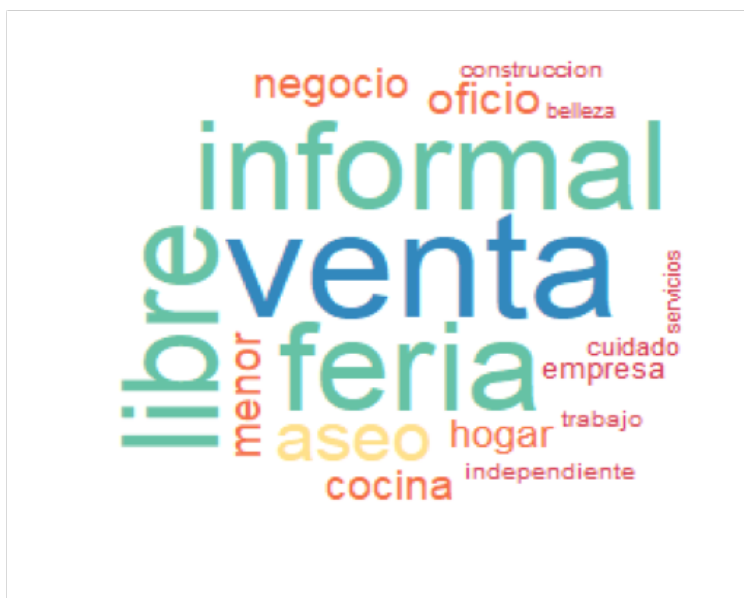 construccion
negocio
oficio
belleza
informal
venta
libre
servicios
feria
menor
cuidado
empresa
aseo
hogar
trabajo
cocina
independiente